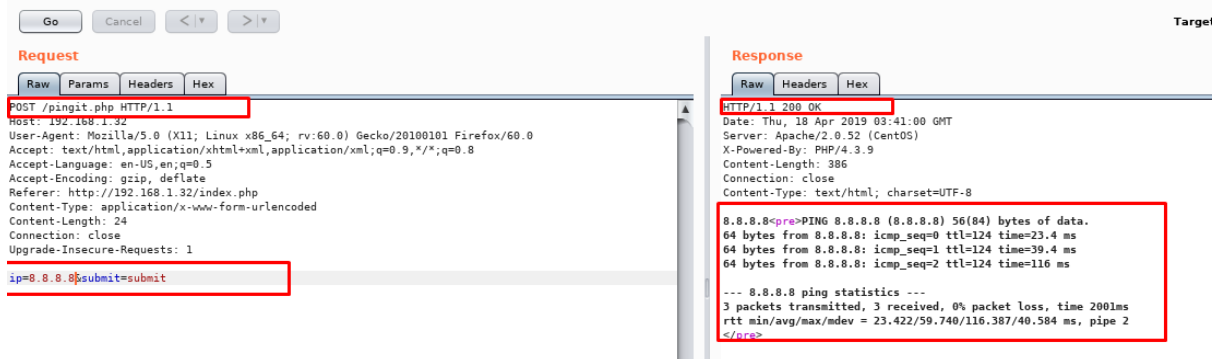 Go Cancel < > Target
Request
Raw Params Headers Hex
POST /pingit.php HTTP/1.1
Host: 192.168.1.32
User-Agent: Mozilla/5.0 (X11; Linux x86_64; rv:60.0) Gecko/20100101 Firefox/60.0
Accept: text/html,application/xhtml+xml,application/xml;q=0.9,*/*;q=0.8
Accept-Language: en-US,en;q=0.5
Accept-Encoding: gzip, deflate
Referer: http://192.168.1.32/index.php
Content-Type: application/x-www-form-urlencoded
Content-Length: 24
Connection: close
Upgrade-Insecure-Requests: 1
ip=8.8.8.8&submit=submit
Response
Raw Headers Hex
HTTP/1.1 200 OK
Date: Thu, 18 Apr 2019 03:41:00 GMT
Server: Apache/2.0.52 (CentOS)
X-Powered-By: PHP/4.3.9
Content-Length: 386
Connection: close
Content-Type: text/html; charset=UTF-8
8.8.8.8<pre>PING 8.8.8.8 (8.8.8.8) 56(84) bytes of data.
64 bytes from 8.8.8.8: icmp_seq=0 ttl=124 time=23.4 ms
64 bytes from 8.8.8.8: icmp_seq=1 ttl=124 time=39.4 ms
64 bytes from 8.8.8.8: icmp_seq=2 ttl=124 time=116 ms
--- 8.8.8.8 ping statistics ---
3 packets transmitted, 3 received, 0% packet loss, time 2001ms
rtt min/avg/max/mdev = 23.422/59.740/116.387/40.584 ms, pipe 2
</pre>